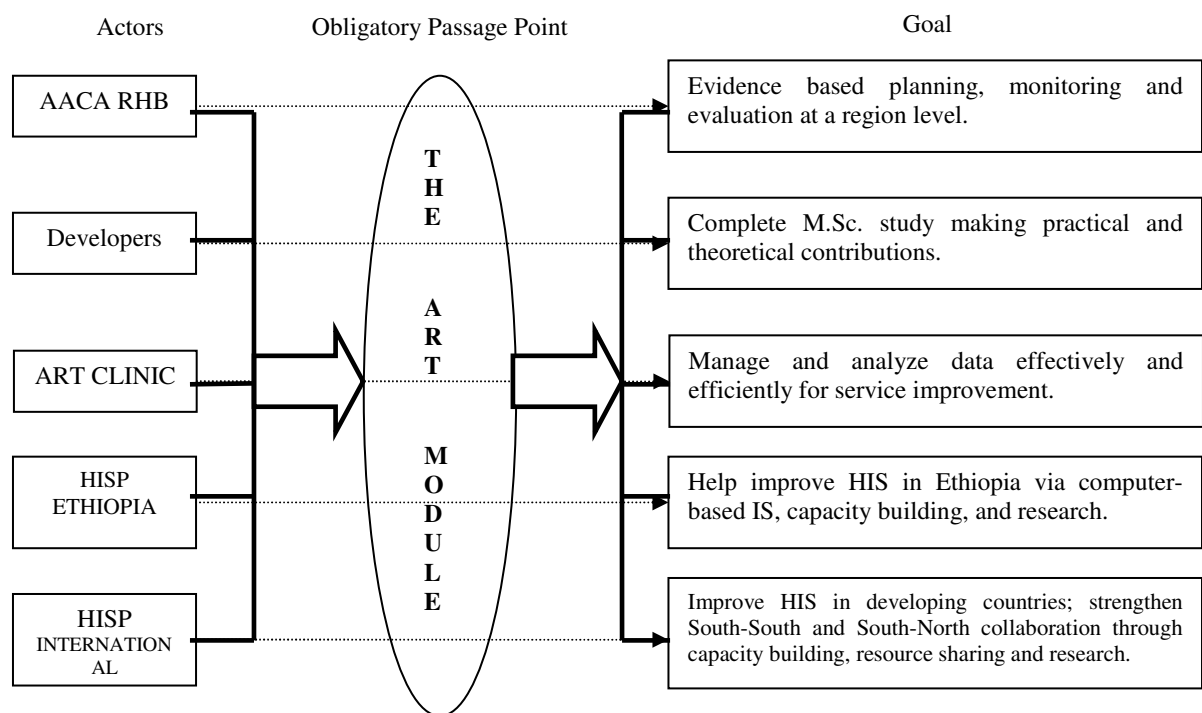 Actors
Obligatory Passage Point
Goal
AACA RHB
Evidence based planning, monitoring and
evaluation at a region level.
Developers
Complete M.Sc. study making practical and
theoretical contributions.
ART CLINIC
Manage and analyze data effectively and
efficiently for service improvement.
HISP
ETHIOPIA
Help improve HIS in Ethiopia via computer-
based IS, capacity building, and research.
HISP
INTERNATION
AL
Improve HIS in developing countries; strengthen
South-South and South-North collaboration through
capacity building, resource sharing and research.
T
H
E
A
R
T
M
O
D
U
L
E